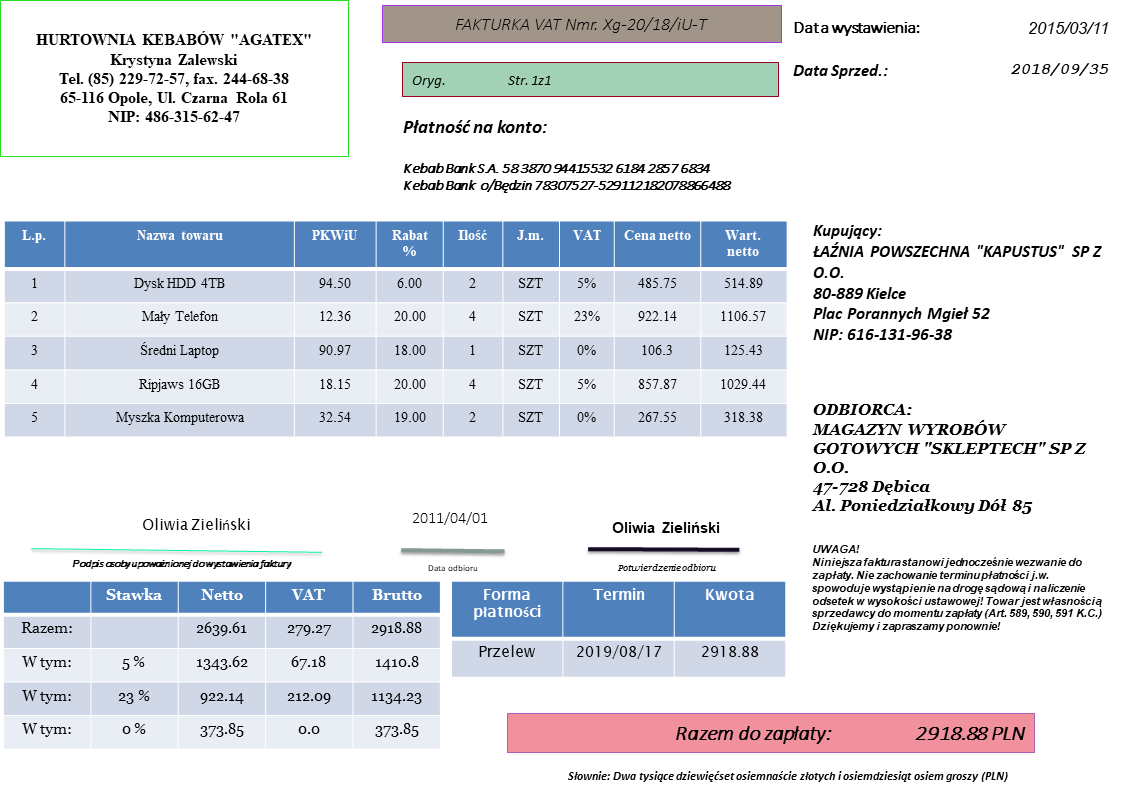 HURTOWNIA KEBABÓW "AGATEX"
Krystyna Zalewski
Tel. (85) 229-72-57, fax. 244-68-38
65-116 Opole, Ul. Czarna Rola 61
NIP: 486-315-62-47
FAKTURKA VAT Nmr. Xg-20/18/iU-T
Oryg. Str. 1z1
Data wystawienia: 2015/03/11
Data Sprzed.: 2018/09/35
Płatność na konto:
Kebab Bank S.A. 58 3870 94415532 6184 2857 6834
Kebab Bank o/Będzin 78307527-529112182078866488
L.p. Nazwa towaru PKWiU Rabat % Ilość J.m. VAT Cena netto Wart. netto
1 Dysk HDD 4TB 94.50 6.00 2 SZT 5% 485.75 514.89
2 Mały Telefon 12.36 20.00 4 SZT 23% 922.14 1106.57
3 Średni Laptop 90.97 18.00 1 SZT 0% 106.3 125.43
4 Ripjaws 16GB 18.15 20.00 4 SZT 5% 857.87 1029.44
5 Myszka Komputerowa 32.54 19.00 2 SZT 0% 267.55 318.38
Kupujący:
ŁAŹNIA POWSZECHNA "KAPUSTUS" SP Z
O.O.
80-889 Kielce
Plac Porannych Mgieł 52
NIP: 616-131-96-38
ODBIORCA:
MAGAZYN WYROBÓW
GOTOWYCH "SKLEPTECH" SP Z
O.O.
47-728 Dębica
Al. Poniedziałkowy Dół 85
Oliwia Zieliński
Podpis osoby upoważnionej do wystawienia faktury
2011/04/01
Data odbioru
Oliwia Zieliński
Potwierdzenie odbioru
UWAGA!
Niniejsza faktura stanowi jednocześnie wezwanie do
zapłaty. Nie zachowanie terminu płatności j.w.
spowoduje wystąpienie na drogę sądową i naliczenie
odsetek w wysokości ustawowej! Towar jest własnością
sprzedawcy do momentu zapłaty (Art. 589, 590, 591 K.C.)
Dziękujemy i zapraszamy ponownie!
Stawka Netto VAT Brutto
Razem: 2639.61 279.27 2918.88
W tym: 5 % 1343.62 67.18 1410.8
W tym: 23 % 922.14 212.09 1134.23
W tym: 0 % 373.85 0.0 373.85
Forma płatności Termin Kwota
Przelew 2019/08/17 2918.88
Razem do zapłaty: 2918.88 PLN
Słownie: Dwa tysiące dziewięćset osiemnaście złotych i osiemdziesiąt osiem groszy (PLN)